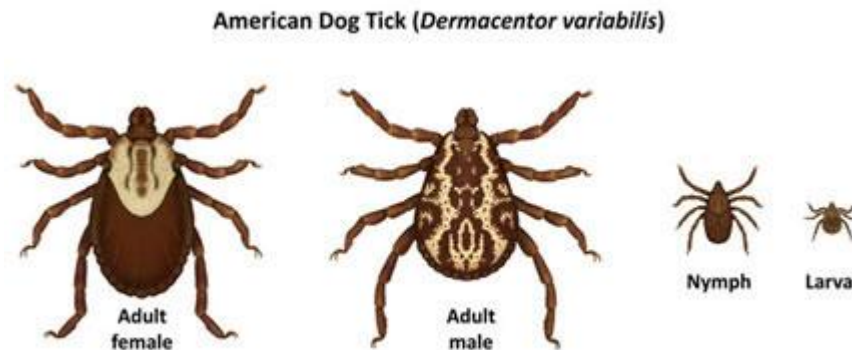 American Dog Tick (Dermacentor variabilis)
Adult
female
Adult
male
Nymph
Larva